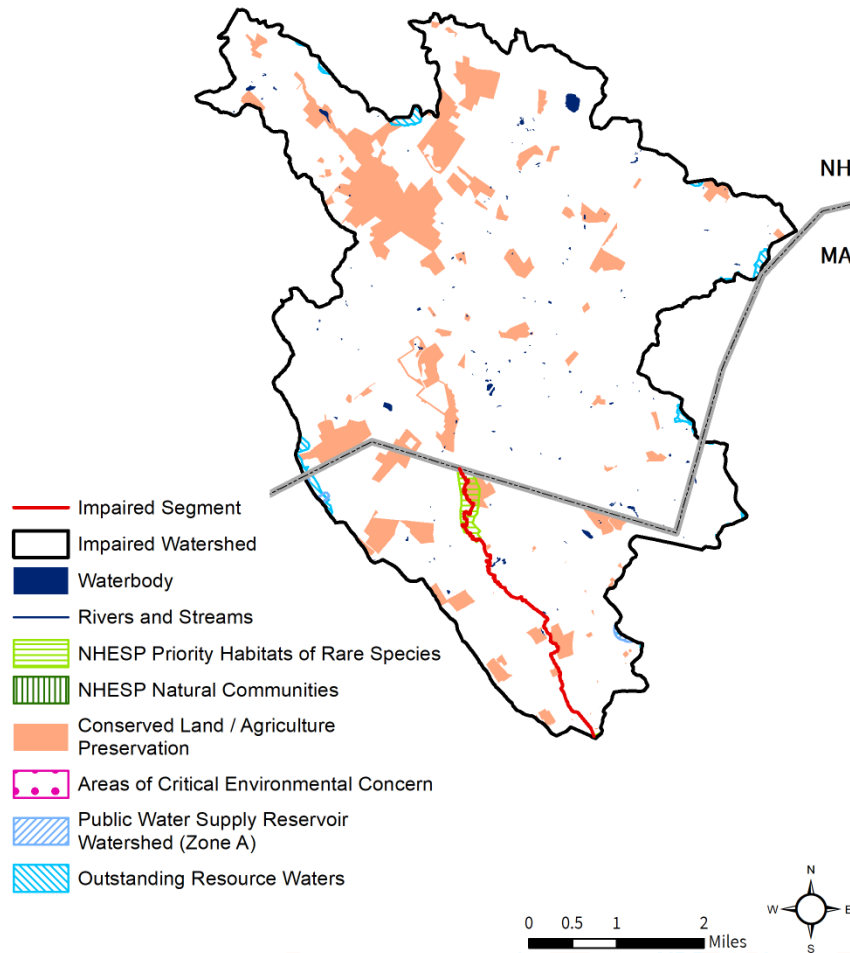 NH
MA
Impaired Segment
Impaired Watershed
Waterbody
Rivers and Streams
NHESP Priority Habitats of Rare Species
NHESP Natural Communities
Conserved Land / Agriculture
Preservation
Areas of Critical Environmental Concern
Public Water Supply Reservoir
Watershed (Zone A)
Outstanding Resource Waters
N
W E
S
0 0.5 1 2
Miles